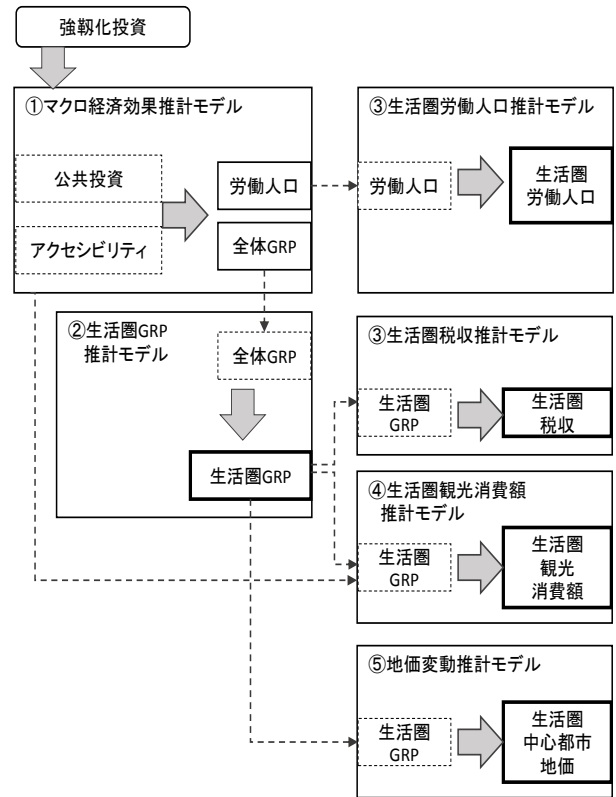 強靱化投資
①マクロ経済効果推計モデル
公共投資
アクセシビリティ
労働人口
全体GRP
③生活圏労働人口推計モデル
労働人口
生活圏
労働人口
②生活圏GRP
推計モデル
全体GRP
生活圏GRP
③生活圏税収推計モデル
生活圏
GRP
生活圏
税収
④生活圏観光消費額
推計モデル
生活圏
GRP
生活圏
観光
消費額
⑤地価変動推計モデル
生活圏
GRP
生活圏
中心都市
地価